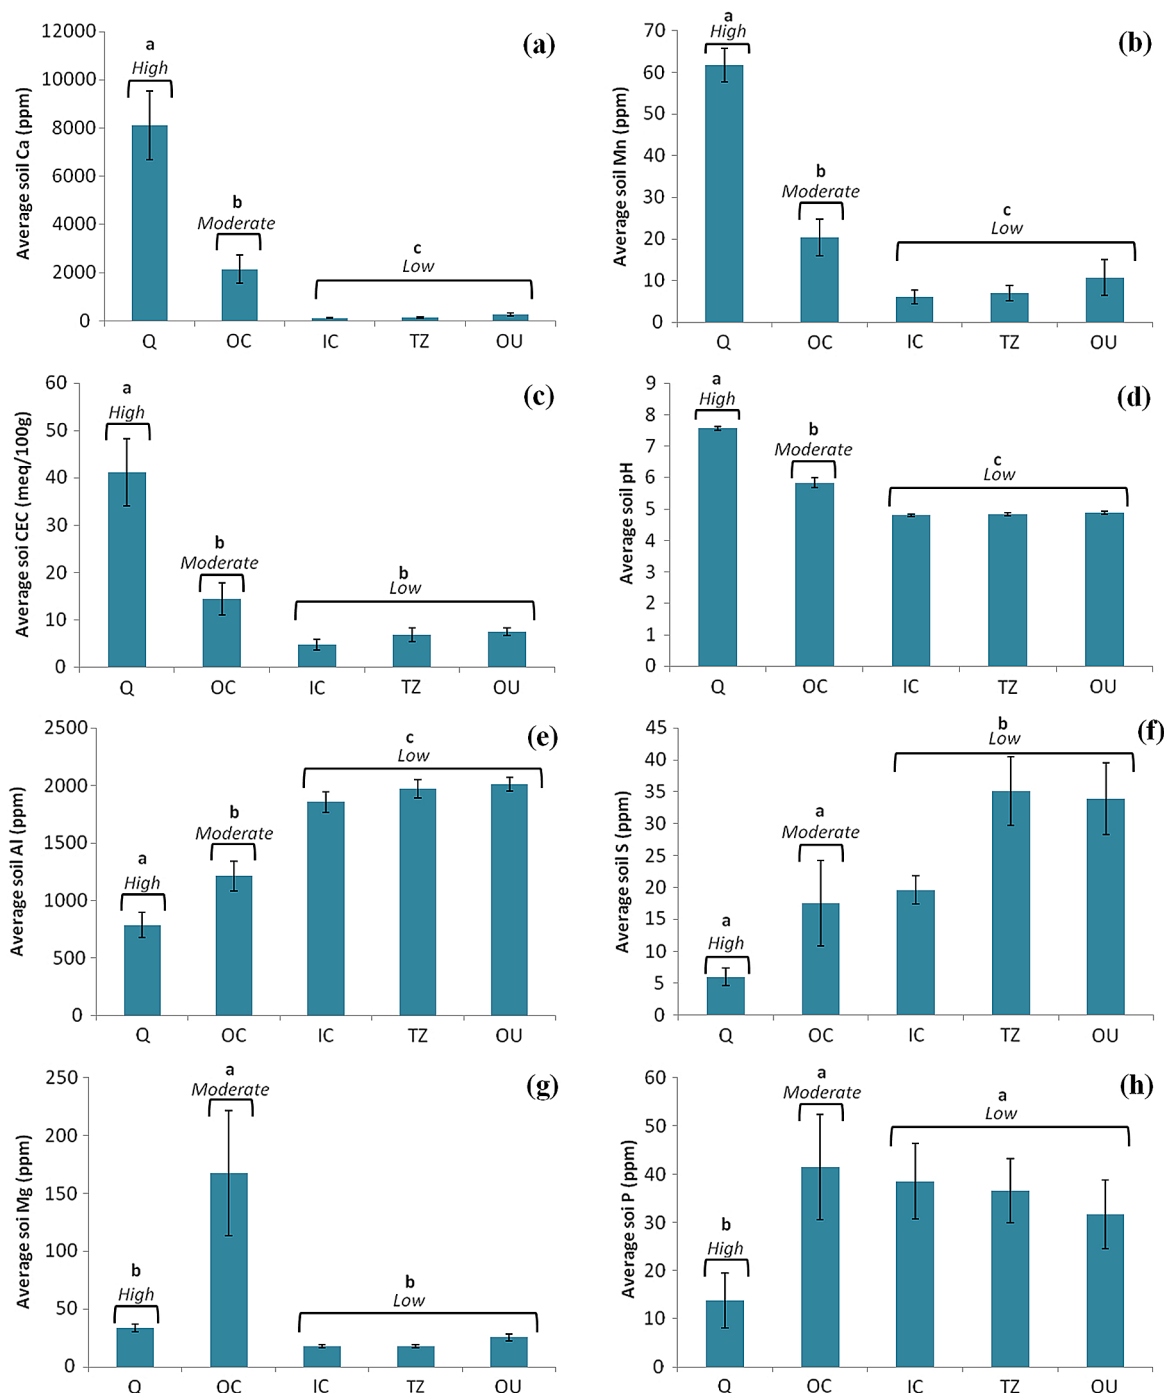 (a)
Average soil Ca (ppm)
12000
10000
8000
6000
4000
2000
0
a
High
b
Moderate
c
Low
Q OC IC TZ OU
(b)
Average soil Mn (ppm)
70
60
50
40
30
20
10
0
a
High
b
Moderate
c
Low
Q OC IC TZ OU
(c)
Average soi CEC (meq/100g)
60
50
40
30
20
10
0
a
High
b
Moderate
b
Low
Q OC IC TZ OU
(d)
Average soil pH
9
8
7
6
5
4
3
2
1
0
a
High
b
Moderate
c
Low
Q OC IC TZ OU
(e)
Average soil Al (ppm)
2500
2000
1500
1000
500
0
a
High
b
Moderate
c
Low
Q OC IC TZ OU
(f)
Average soil S (ppm)
45
40
35
30
25
20
15
10
5
0
a
High
a
Moderate
b
Low
Q OC IC TZ OU
(g)
Average soi Mg (ppm)
250
200
150
100
50
0
b
High
a
Moderate
b
Low
Q OC IC TZ OU
(h)
Average soi P (ppm)
60
50
40
30
20
10
0
b
High
a
Moderate
a
Low
Q OC IC TZ OU